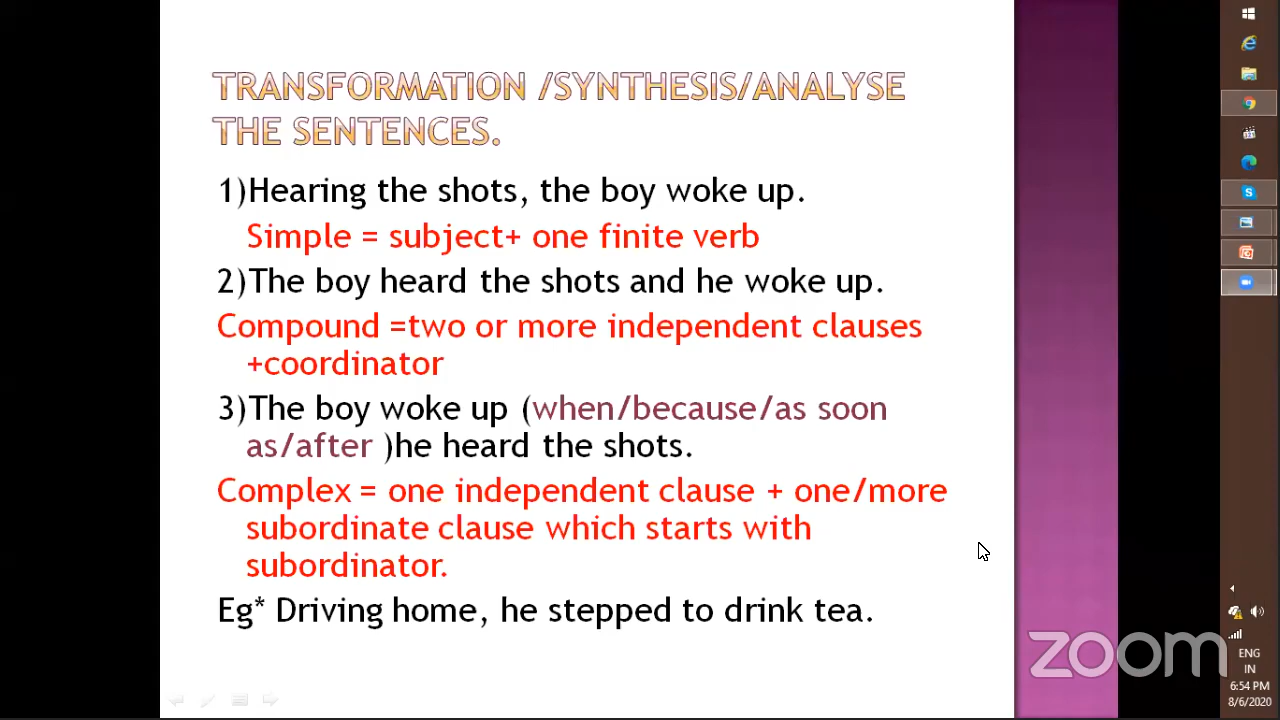 TRANSFORMATION /SYNTHESIS/ANALYSE
THE SENTENCES.
1)Hearing the shots, the boy woke up.
Simple = subject+ one finite verb
2)The boy heard the shots and he woke up.
Compound =two or more independent clauses
+coordinator
3)The boy woke up (when/because/as soon
as/after )he heard the shots.
Complex = one independent clause + one/more
subordinate clause which starts with
subordinator.
Eg* Driving home, he stepped to drink tea.
zoom
ENG
IN
6:54 PM
8/6/2020